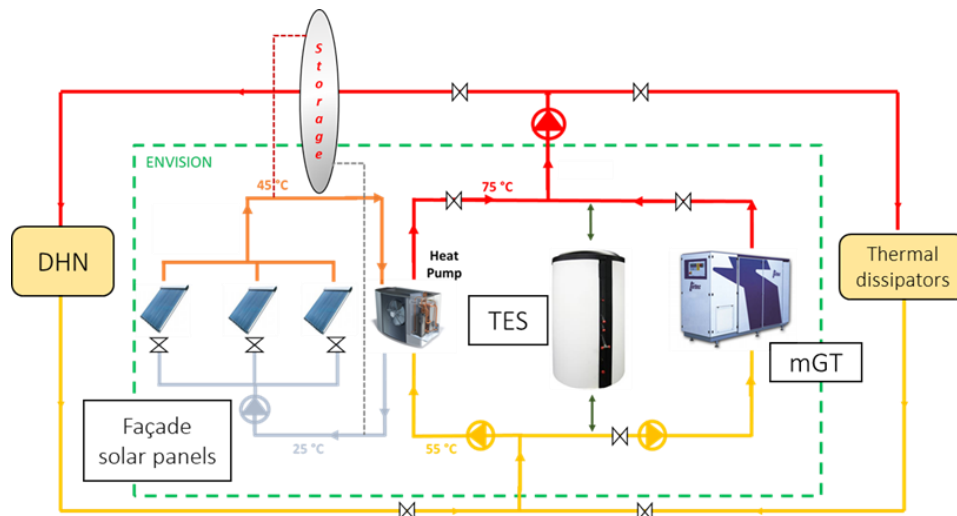 Storage
ENVISION
45 °C
75 °C
Heat
Pump
DHN
Thermal
dissipators
TES
mGT
Façade
solar panels
25 °C
55 °C